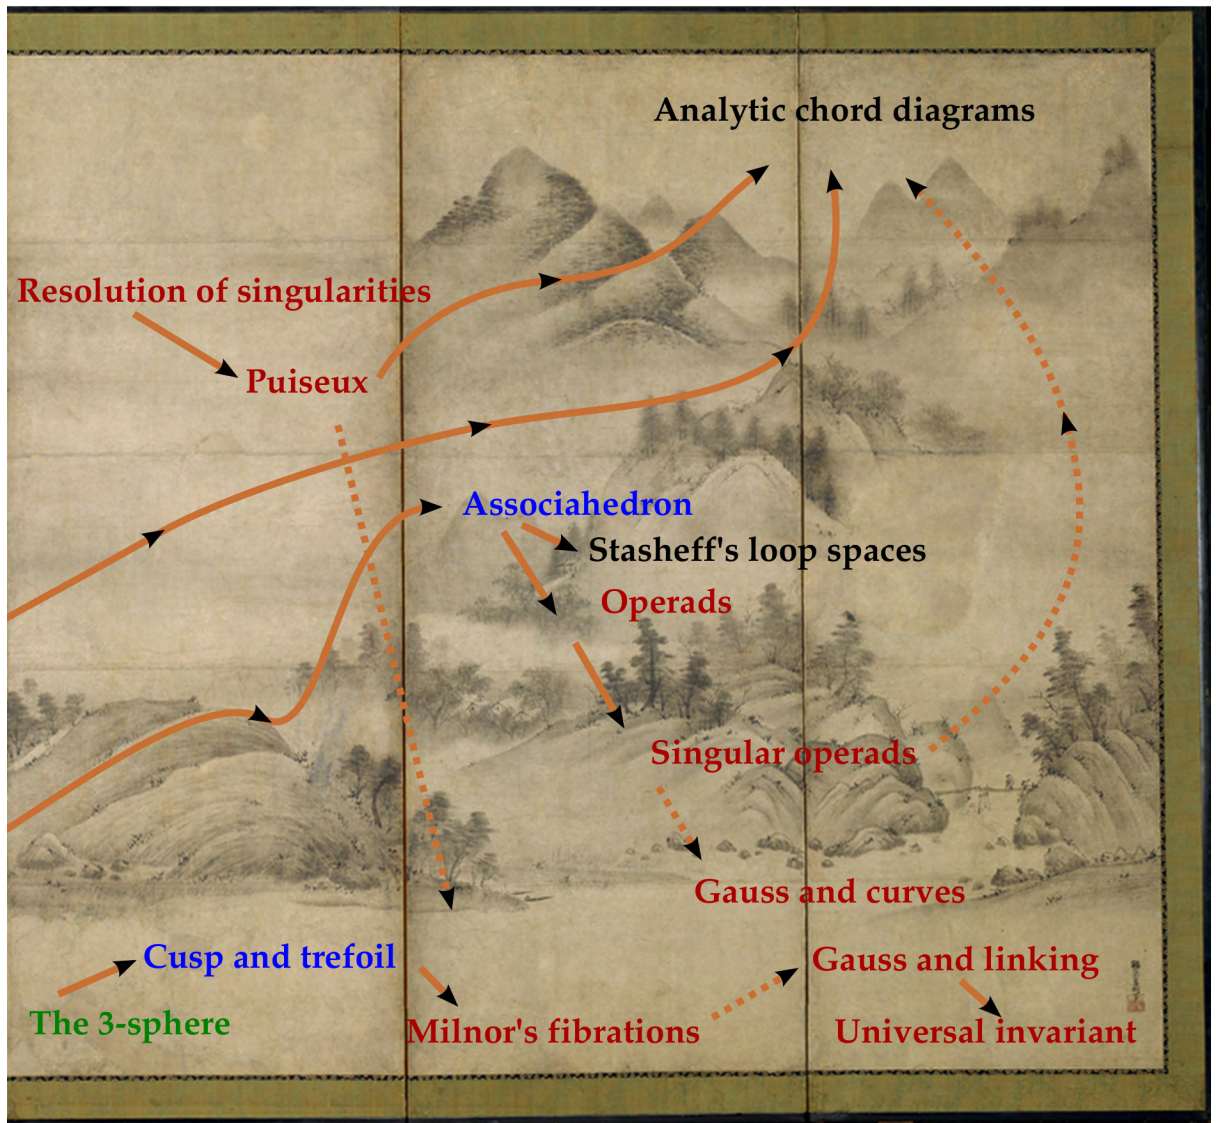 Analytic chord diagrams
Resolution of singularities
Puiseux
Associahedron
Stasheff's loop spaces
Operads
Singular operads
Gauss and curves
Cusp and trefoil
Gauss and linking
The 3-sphere
Milnor's fibrations
Universal invariant